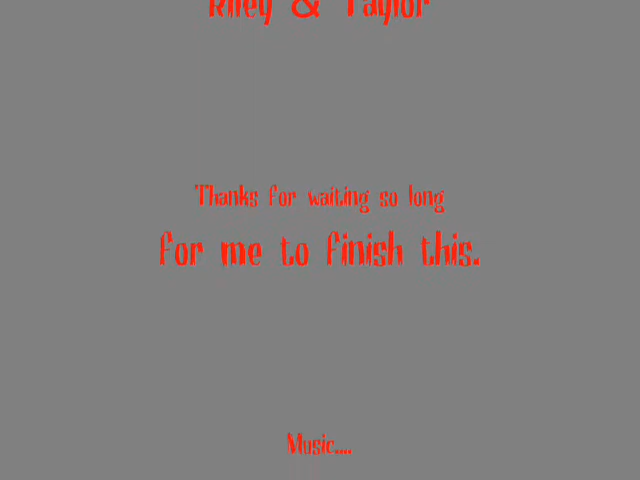 Riley & Taylor
Thanks for waiting so long
for me to finish this.
Music....